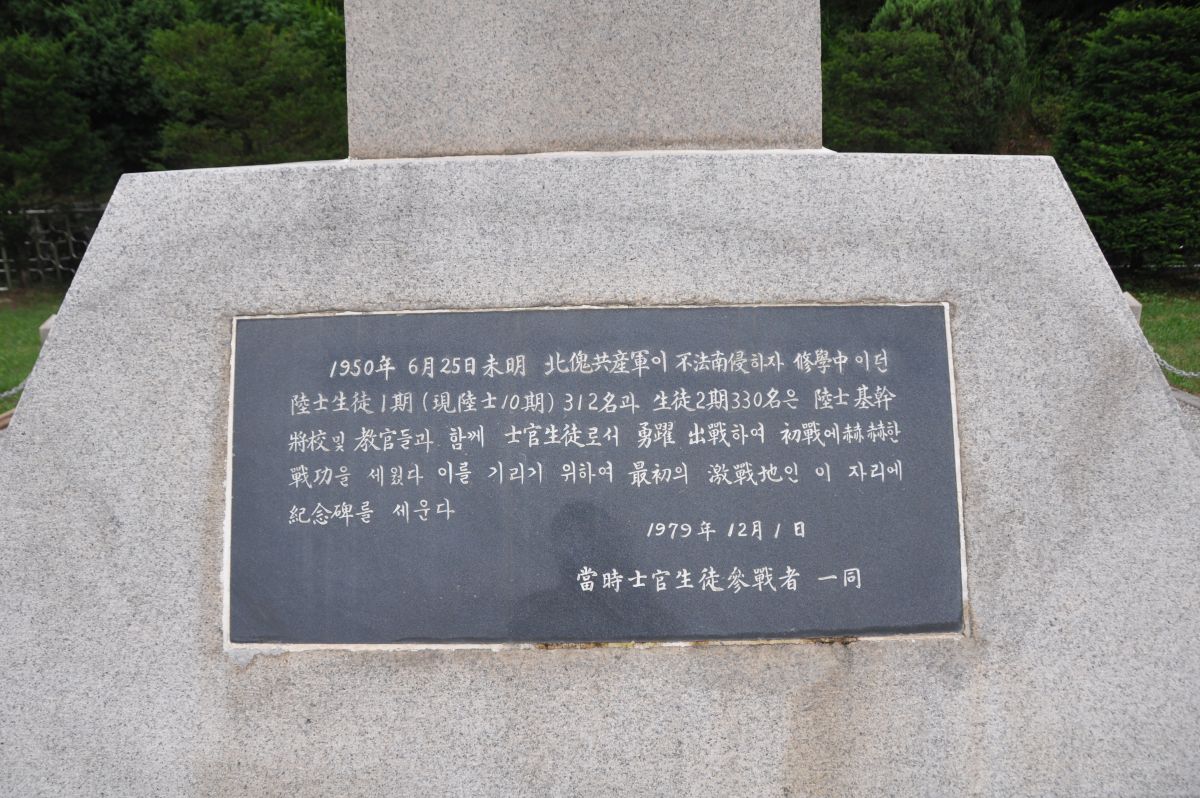 1950年 6月25日未明 北傀共産軍이 不法南侵하자 修學中이던
陸士生徒1期(現陸士10期)312名과 生徒2期330名은 陸士基幹
將校및 教官들과 함께 士官生徒로서 勇躍 出戰하여 初戰에赫赫한
戰功을 세웠다 이를 기리기 위하여 最初의 激戰地인 이 자리에
紀念碑를 세운다
1979年 12月 1日
當時士官生徒參戰者 一同